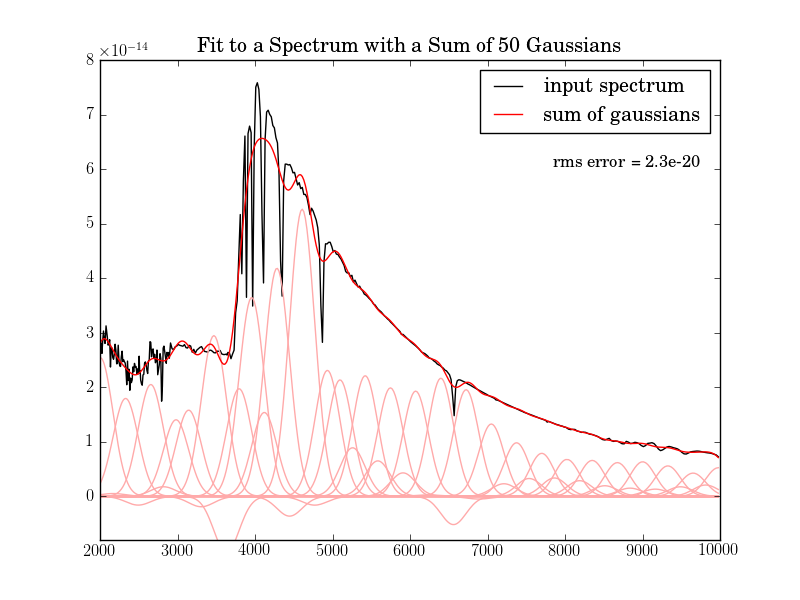 Fit to a Spectrum with a Sum of 50 Gaussians
×10−14
input spectrum
sum of gaussians
rms error = 2.3e-20
8
7
6
5
4
3
2
1
0
2000 3000 4000 5000 6000 7000 8000 9000 10000